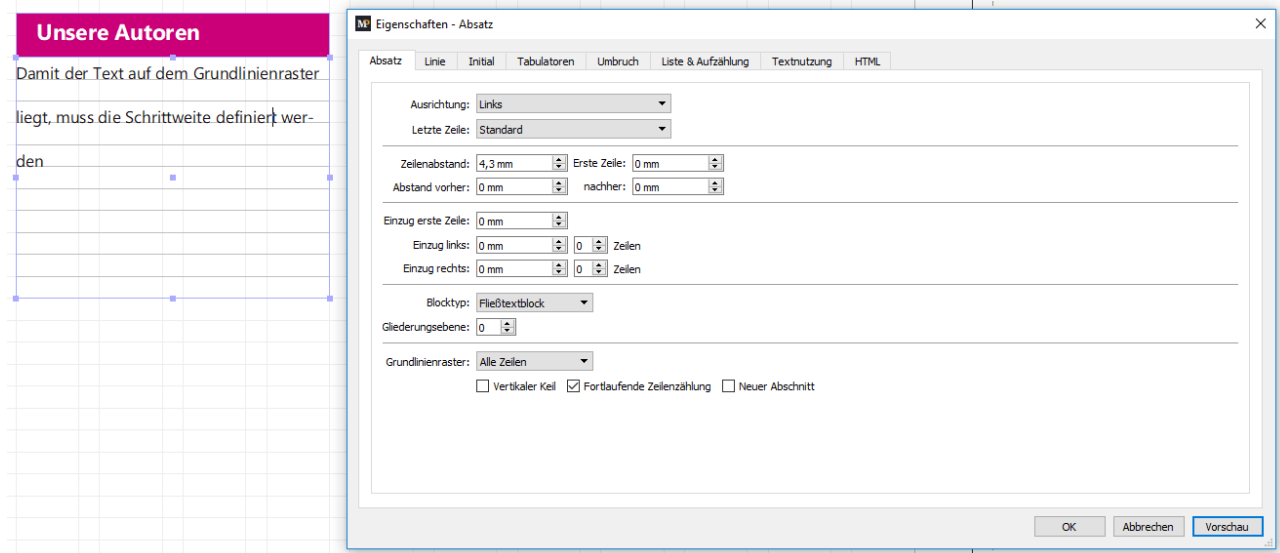 Unsere Autoren
Damit der Text auf dem Grundlinienraster
liegt, muss die Schrittweite definiert wer-
den
MP Eigenschaften - Absatz
Absatz Linie Initial Tabulatoren Umbruch Liste & Aufzählung Textnutzung HTML
Ausrichtung: Links
Letzte Zeile: Standard
Zeilenabstand: 4,3 mm Erste Zeile: 0 mm
Abstand vorher: 0 mm nachher: 0 mm
Einzug erste Zeile: 0 mm
Einzug links: 0 mm 0 Zeilen
Einzug rechts: 0 mm 0 Zeilen
Blocktyp: Fließtextblock
Gliederungsebene: 0
Grundlinienraster: Alle Zeilen
Vertikaler Keil Fortlaufende Zeilenzählung Neuer Abschnitt
OK Abbrechen Vorschau